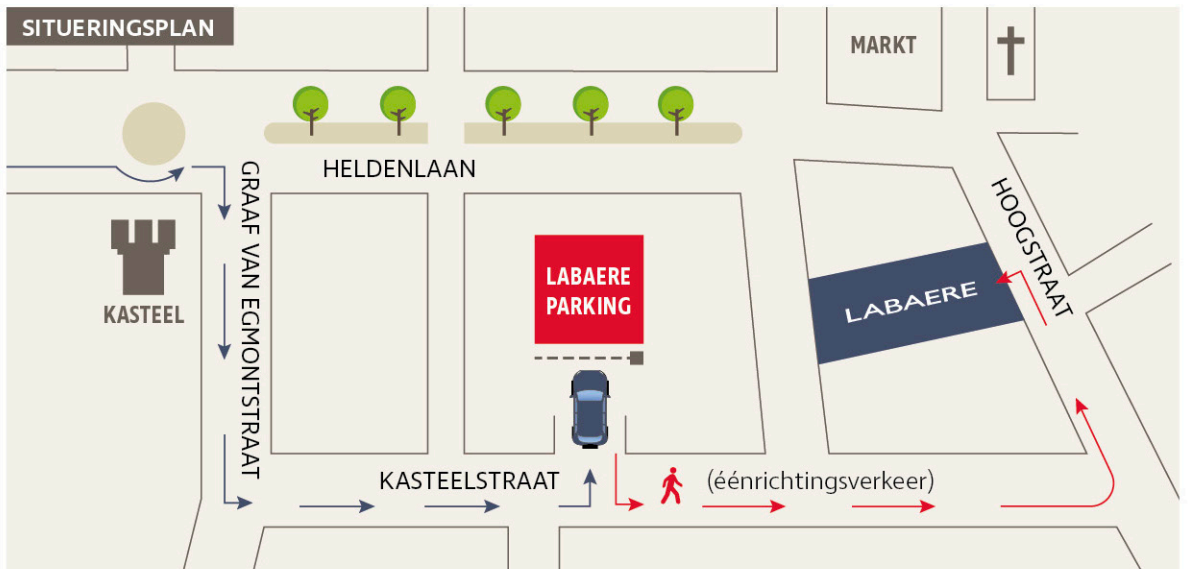 SITUERINGSPLAN
MARKT
HELDENLAAN
GRAAF VAN EGMONTSTRAAT
HOOGSTRAAT
KASTEEL
LABAERE
PARKING
LABAERE
KASTEELSTRAAT
(éénrichtingsverkeer)